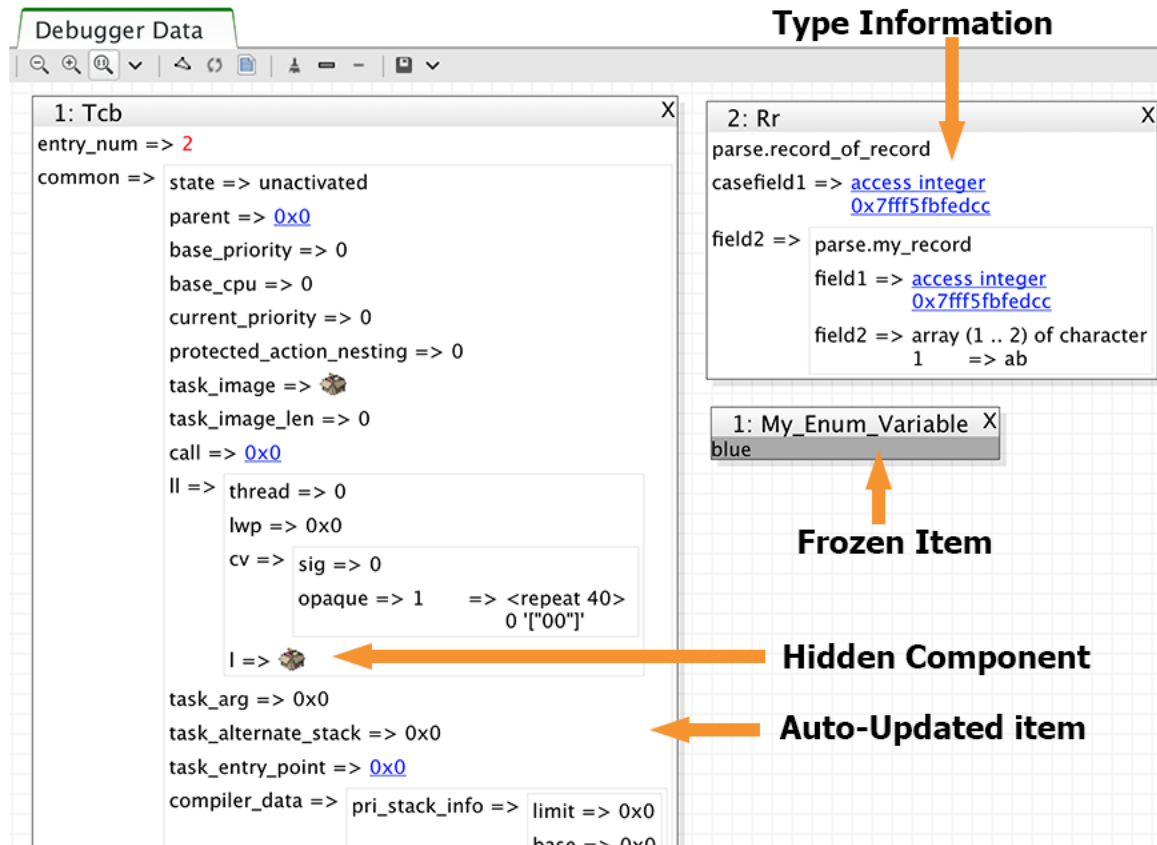 Debugger Data
Type Information
1: Tcb X
entry_num => 2
common => state => unactivated
parent => 0x0
base_priority => 0
base_cpu => 0
current_priority => 0
protected_action_nesting => 0
task_image =>
task_image_len => 0
call => 0x0
ll => thread => 0
lwp => 0x0
cv => sig => 0
opaque => 1 => <repeat 40>
0 '["00"]'
l =>
task_arg => 0x0
task_alternate_stack => 0x0
task_entry_point => 0x0
compiler_data => pri_stack_info => limit => 0x0
base => 0x0
2: Rr X
parse.record_of_record
casefield1 => access integer
0x7fff5fbfedcc
field2 => parse.my_record
field1 => access integer
0x7fff5fbfedcc
field2 => array (1 .. 2) of character
1 => ab
1: My_Enum_Variable X
blue
Frozen Item
Hidden Component
Auto-Updated item